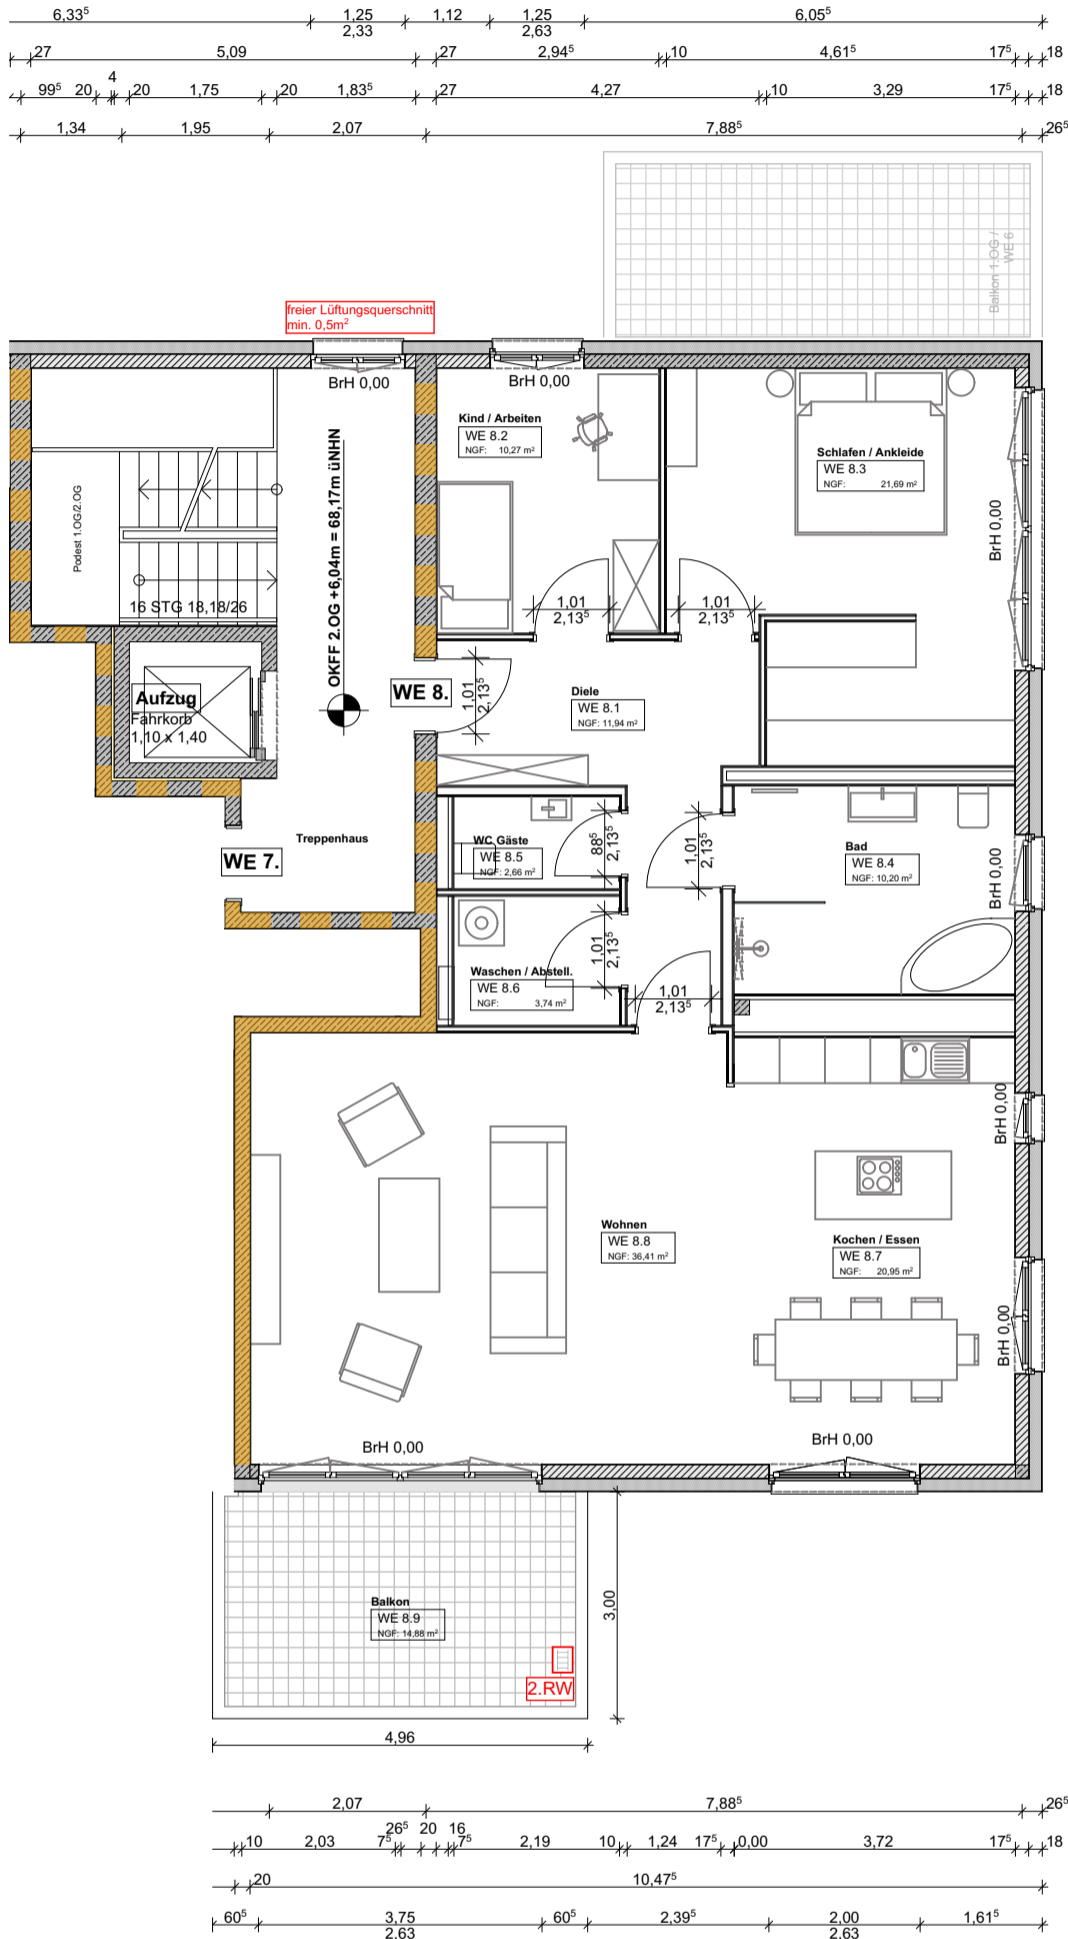 6,33⁵ 1,25 1,12 1,25 6,05⁵
2,33 2,63
27 5,09 27 2,94⁵ 10 4,61⁵ 17⁵ 18
4
99⁵ 20 20 1,75 20 1,83⁵ 27 4,27 10 3,29 17⁵ 18
1,34 1,95 2,07 7,88⁵ 26⁵
Balkon 1.OG /
WE 6
freier Lüftungsquerschnitt
min. 0,5m²
BrH 0,00
BrH 0,00
Kind / Arbeiten
WE 8.2
NGF: 10,27 m²
Schlafen / Ankleide
WE 8.3
NGF: 21,69 m²
BrH 0,00
OKFF 2.OG +6,04m = 68,17m üNHN
Podest 1.OG/2.OG
16 STG 18,18/26
1,01
2,13⁵
1,01
2,13⁵
Aufzug
Fahrkorb
1,10 x 1,40
WE 8.
1,01
2,13⁵
Diele
WE 8.1
NGF: 11,94 m²
Treppenhaus
WE 7.
WC Gäste
WE 8.5
NGF: 2,66 m²
88⁵
2,13⁵
1,01
2,13⁵
Bad
WE 8.4
NGF: 10,20 m²
BrH 0,00
Waschen / Abstell.
WE 8.6
NGF: 3,74 m²
1,01
2,13⁵
1,01
2,13⁵
BrH 0,00
Wohnen
WE 8.8
NGF: 36,41 m²
Kochen / Essen
WE 8.7
NGF: 20,95 m²
BrH 0,00
BrH 0,00
BrH 0,00
Balkon
WE 8.9
NGF: 14,88 m²
2.RW
3,00
4,96
2,07 7,88⁵ 26⁵
26⁵ 20 16
10 2,03 7⁵ 7⁵ 2,19 10 1,24 17⁵ 0,00 3,72 17⁵ 18
20 10,47⁵
60⁵ 3,75 60⁵ 2,39⁵ 2,00 1,61⁵
2,63 2,63